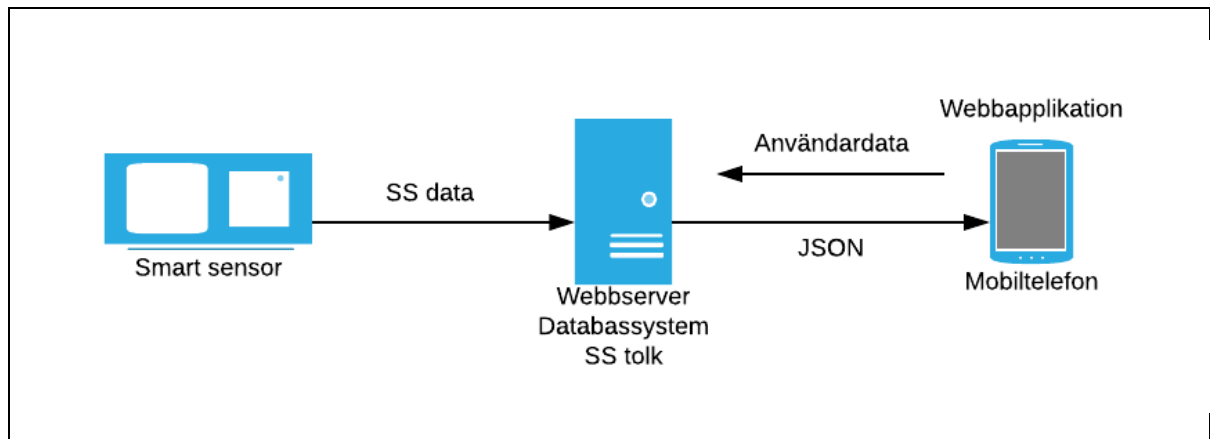 Smart sensor
SS data
Webbserver
Databassystem
SS tolk
Användardata
JSON
Webbapplikation
Mobiltelefon